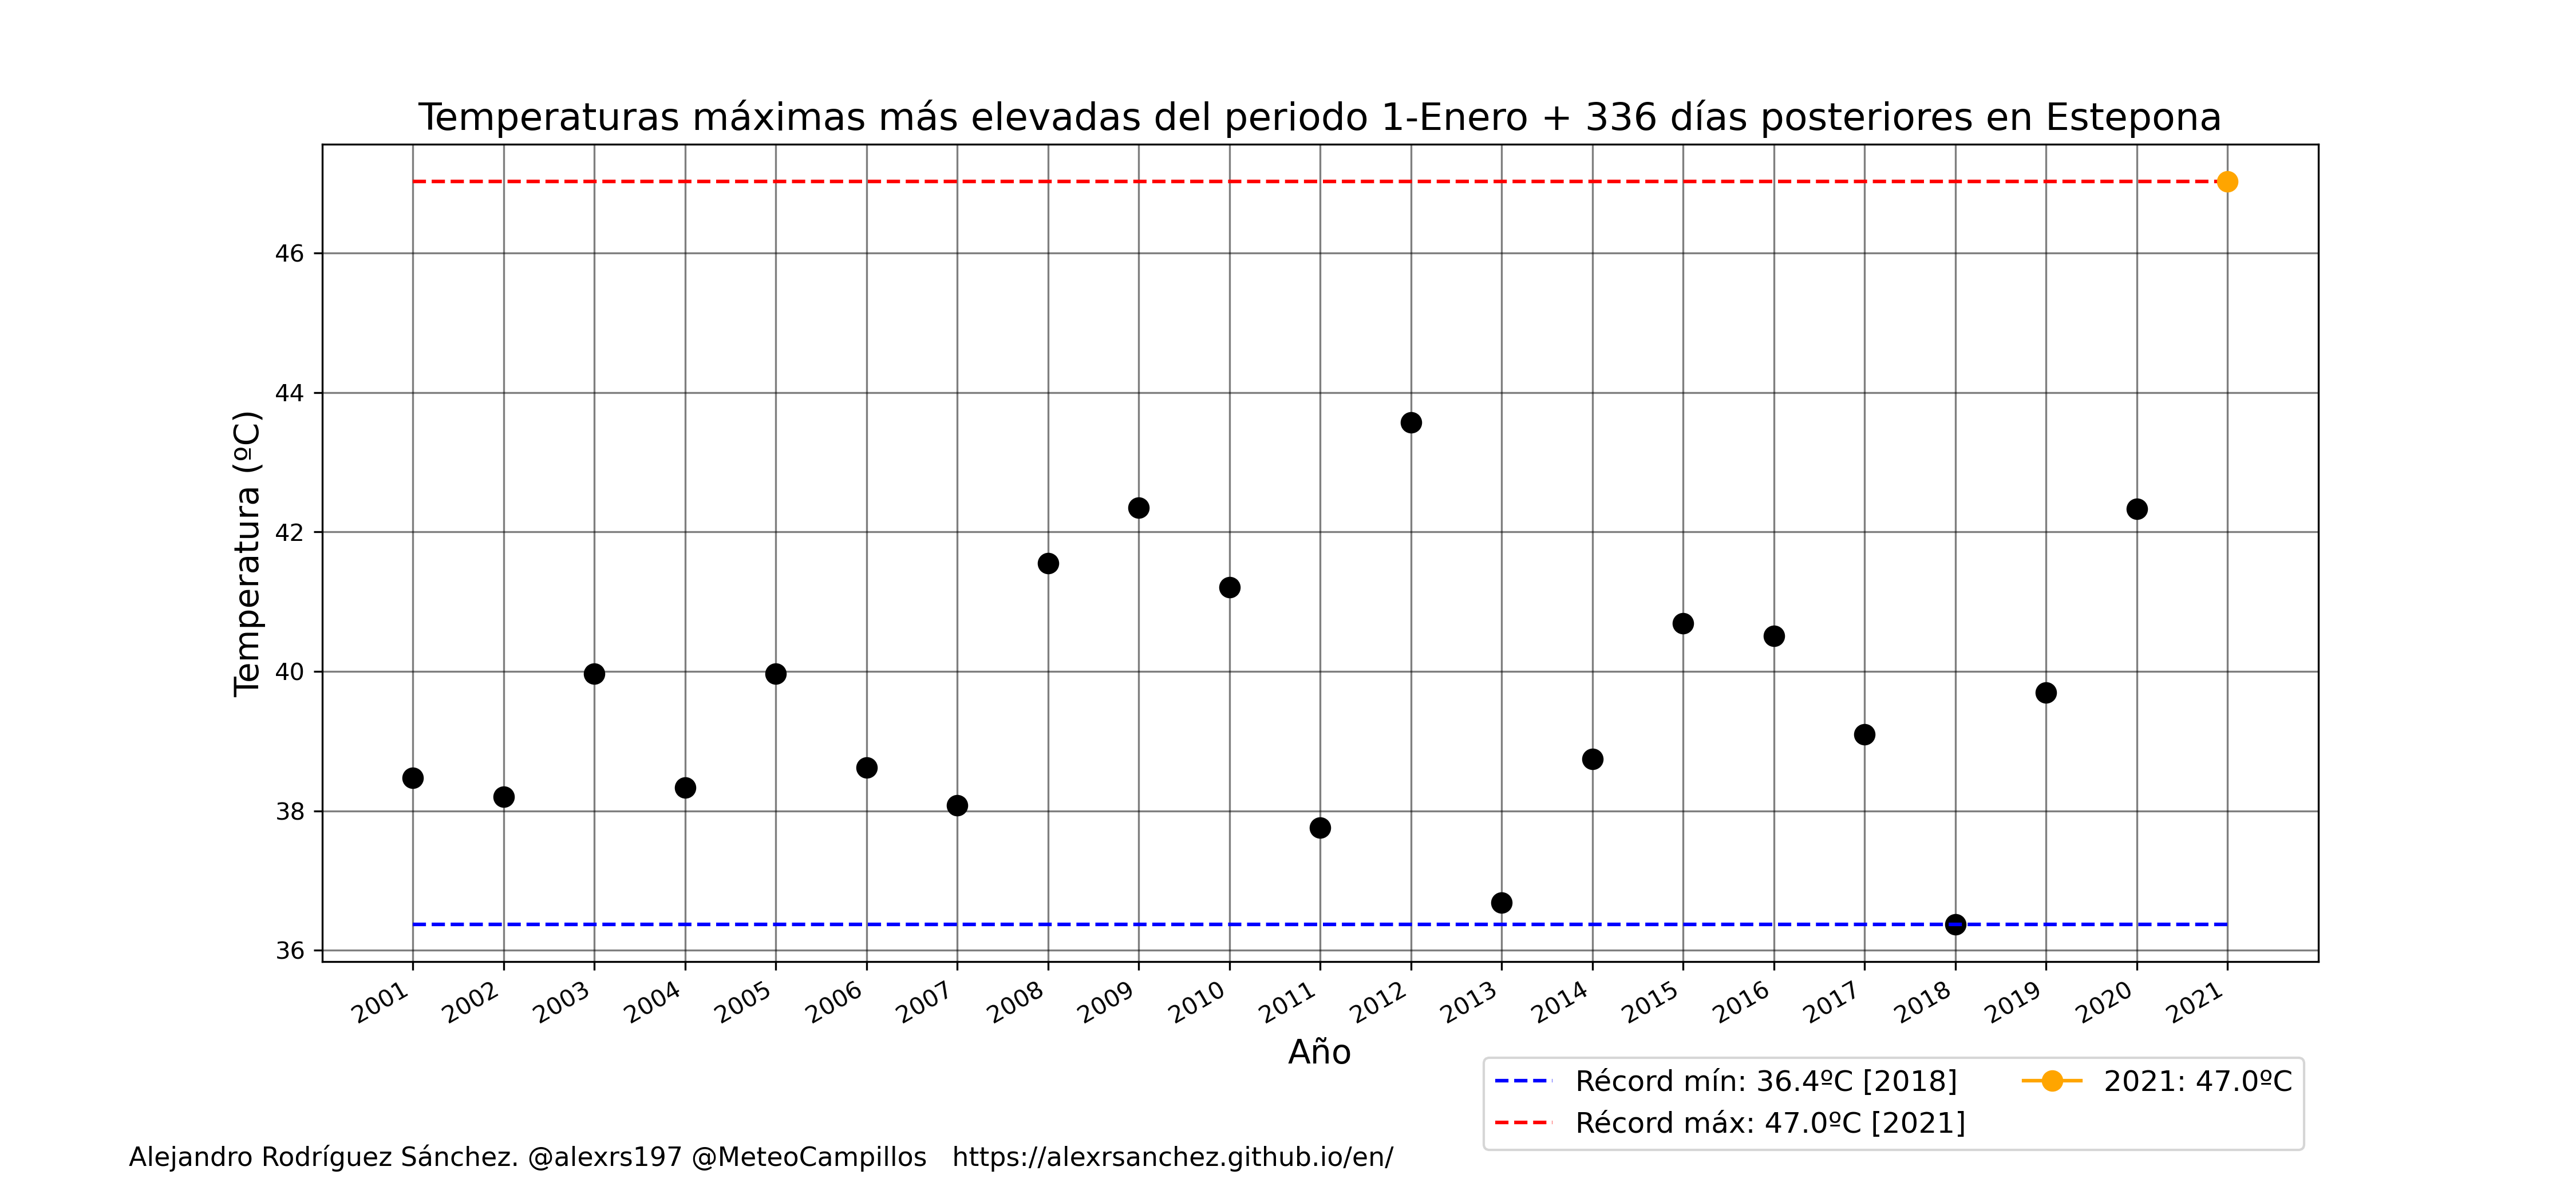 Temperaturas máximas más elevadas del periodo 1-Enero + 336 días posteriores en Estepona
Temperatura (ºC)
46
44
42
40
38
36
2001 2002 2003 2004 2005 2006 2007 2008 2009 2010 2011 2012 2013 2014 2015 2016 2017 2018 2019 2020 2021
Año
Récord mín: 36.4ºC [2018]
Récord máx: 47.0ºC [2021]
2021: 47.0ºC
Alejandro Rodríguez Sánchez. @alexrs197 @MeteoCampillos https://alexrsanchez.github.io/en/